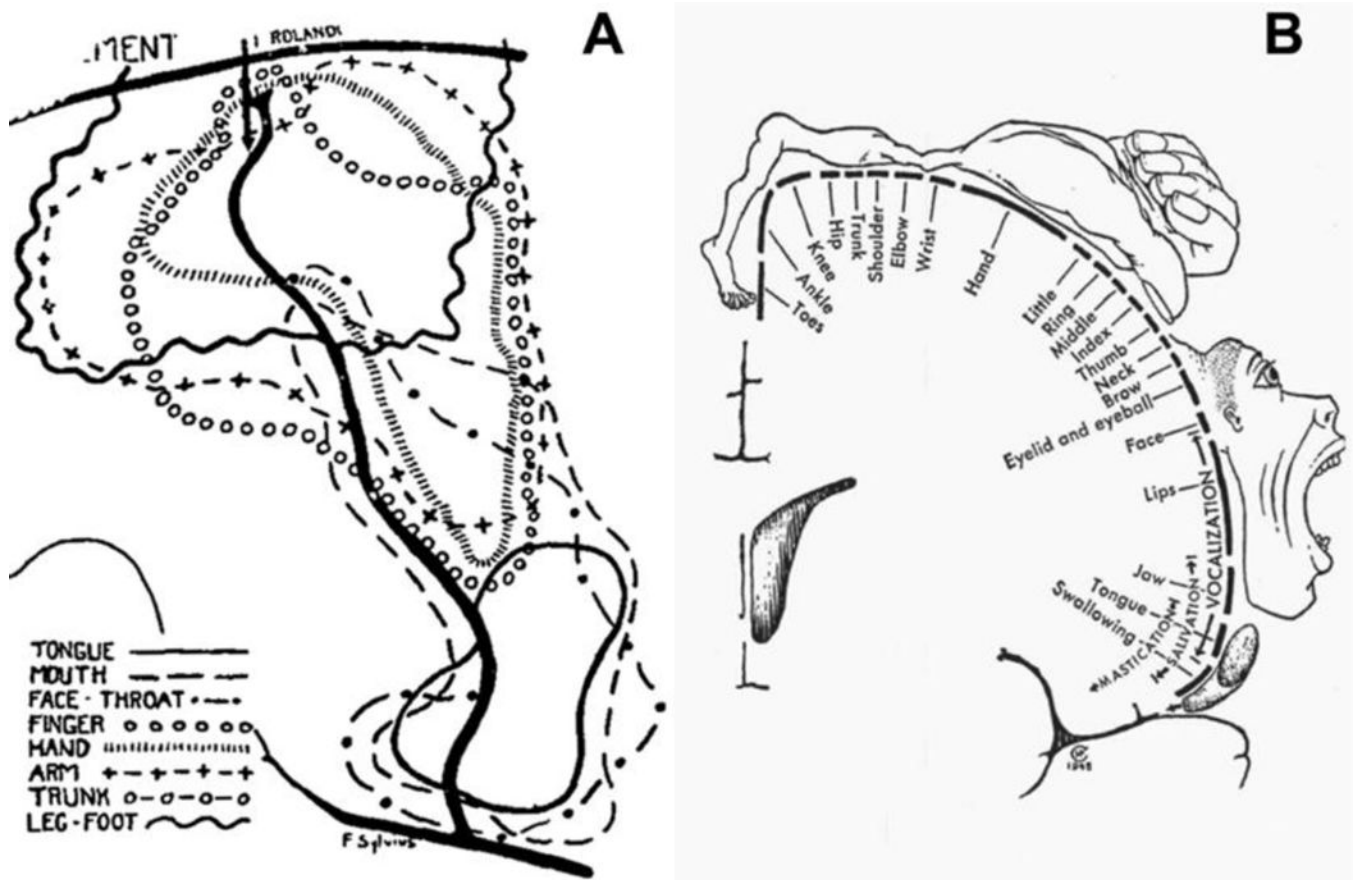 A
ROLANDI
MENT
TONGUE
MOUTH
FACE-THROAT
FINGER
HAND
ARM
TRUNK
LEG-FOOT
F Sylvius
B
Toes
Ankle
Knee
Hip
Trunk
Shoulder
Elbow
Wrist
Hand
Little
Ring
Middle
Index
Thumb
Neck
Brow
Eyelid and eyeball
Face
Lips
VOCALIZATION
Jaw
Tongue
Swallowing
SALIVATION
MASTICATION